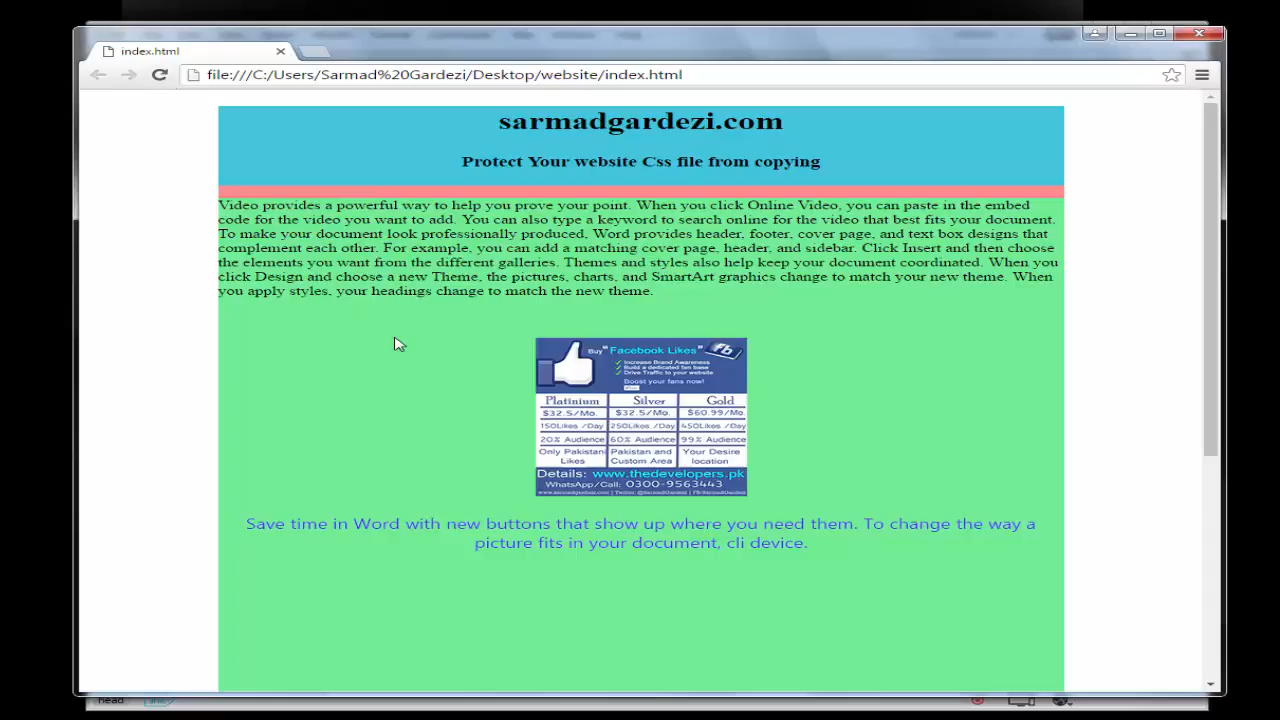 index.html
file:///C:/Users/Sarmad%20Gardezi/Desktop/website/index.html
sarmadgardezi.com
Protect Your website Css file from copying
Video provides a powerful way to help you prove your point. When you click Online Video, you can paste in the embed
code for the video you want to add. You can also type a keyword to search online for the video that best fits your document.
To make your document look professionally produced, Word provides header, footer, cover page, and text box designs that
complement each other. For example, you can add a matching cover page, header, and sidebar. Click Insert and then choose
the elements you want from the different galleries. Themes and styles also help keep your document coordinated. When you
click Design and choose a new Theme, the pictures, charts, and SmartArt graphics change to match your new theme. When
you apply styles, your headings change to match the new theme.
Buy "Facebook Likes" fb
✓ Increase Brand Awareness
✓ Build a dedicated fan base
✓ Drive Traffic to your website
Boost your fans now!
Platinium Silver Gold
$32.5/Mo. $32.5/Mo. $60.99/Mo.
150Likes /Day 250Likes /Day 450Likes /Day
20% Audience 60% Audience 99% Audience
Only Pakistani Likes Pakistan and Custom Area Your Desire location
Details: www.thedevelopers.pk
WhatsApp/Call: 0300-9563443
www.sarmadgardezi.com | Twitter: @SarmadGardezi | FB/SarmadGardezi
Save time in Word with new buttons that show up where you need them. To change the way a
picture fits in your document, cli device.
head